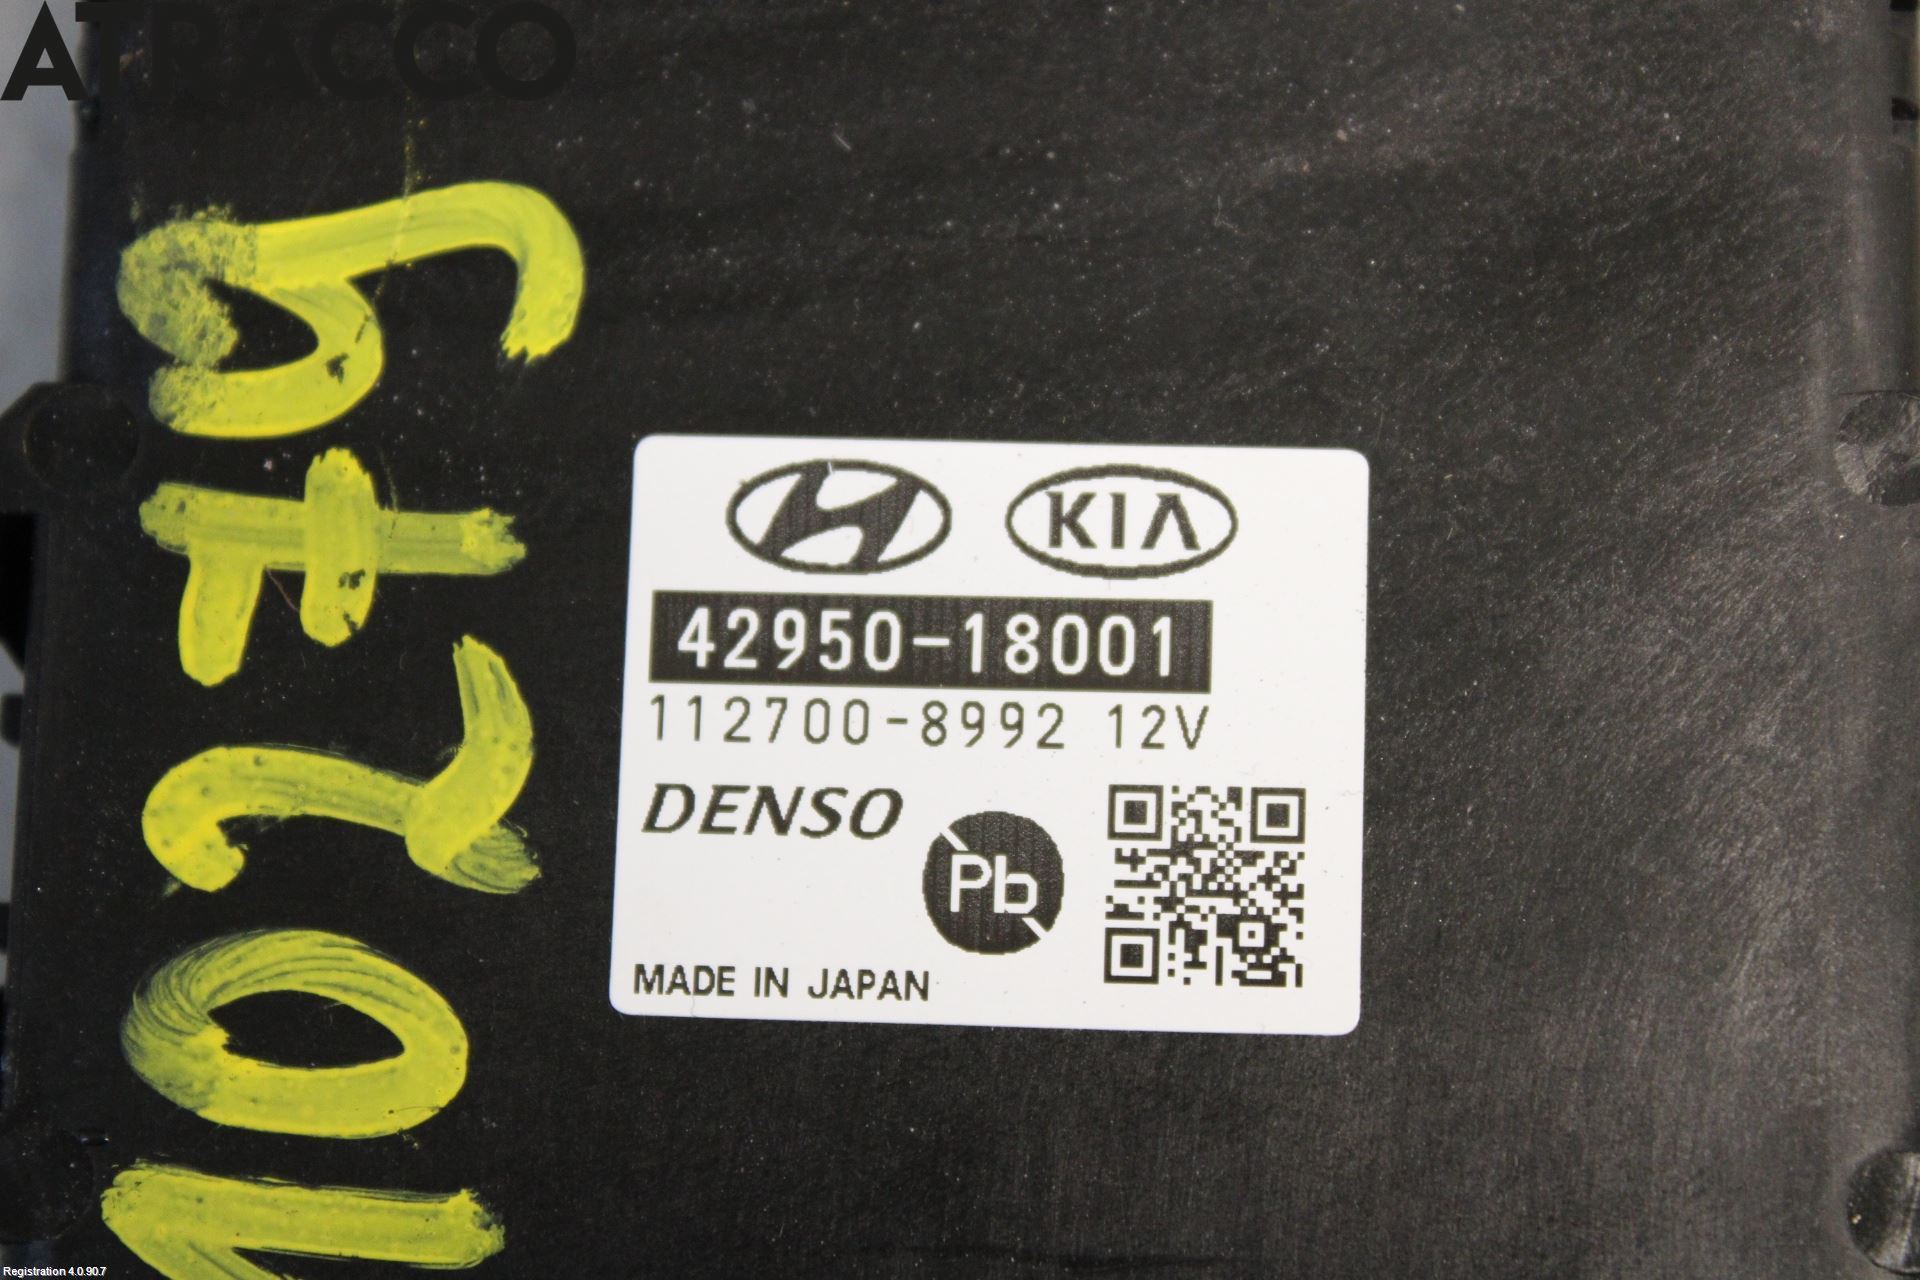 ATRACCO
KIA
42950-18001
112700-8992 12V
DENSO
Pb
MADE IN JAPAN
Registration 4.0.90.7